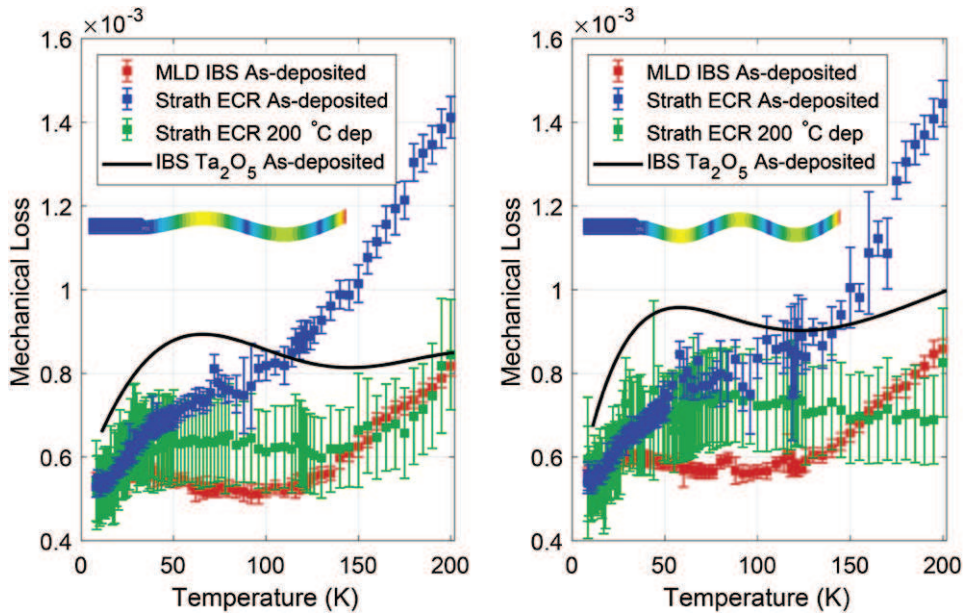 ×10⁻³
1.6
1.4
1.2
1
0.8
0.6
0.4
Mechanical Loss
MLD IBS As-deposited
Strath ECR As-deposited
Strath ECR 200 °C dep
IBS Ta₂O₅ As-deposited
0 50 100 150 200
Temperature (K)
×10⁻³
1.6
1.4
1.2
1
0.8
0.6
0.4
Mechanical Loss
MLD IBS As-deposited
Strath ECR As-deposited
Strath ECR 200 °C dep
IBS Ta₂O₅ As-deposited
0 50 100 150 200
Temperature (K)